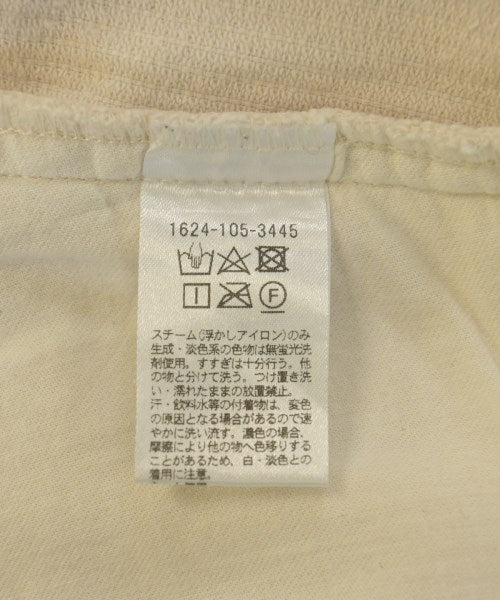 1624-105-3445
F
スチーム(浮かしアイロン)のみ
生成・淡色系の色物は無蛍光洗
剤使用。すすぎは十分行う。他
の物と分けて洗う。つけ置き洗
い・濡れたままの放置禁止。
汗・飲料水等の付着物は、変色
の原因となる場合があるので速
やかに洗い流す。濃色の場合、
摩擦により他の物へ色移りする
ことがあるため、白・淡色との
着用に注意。